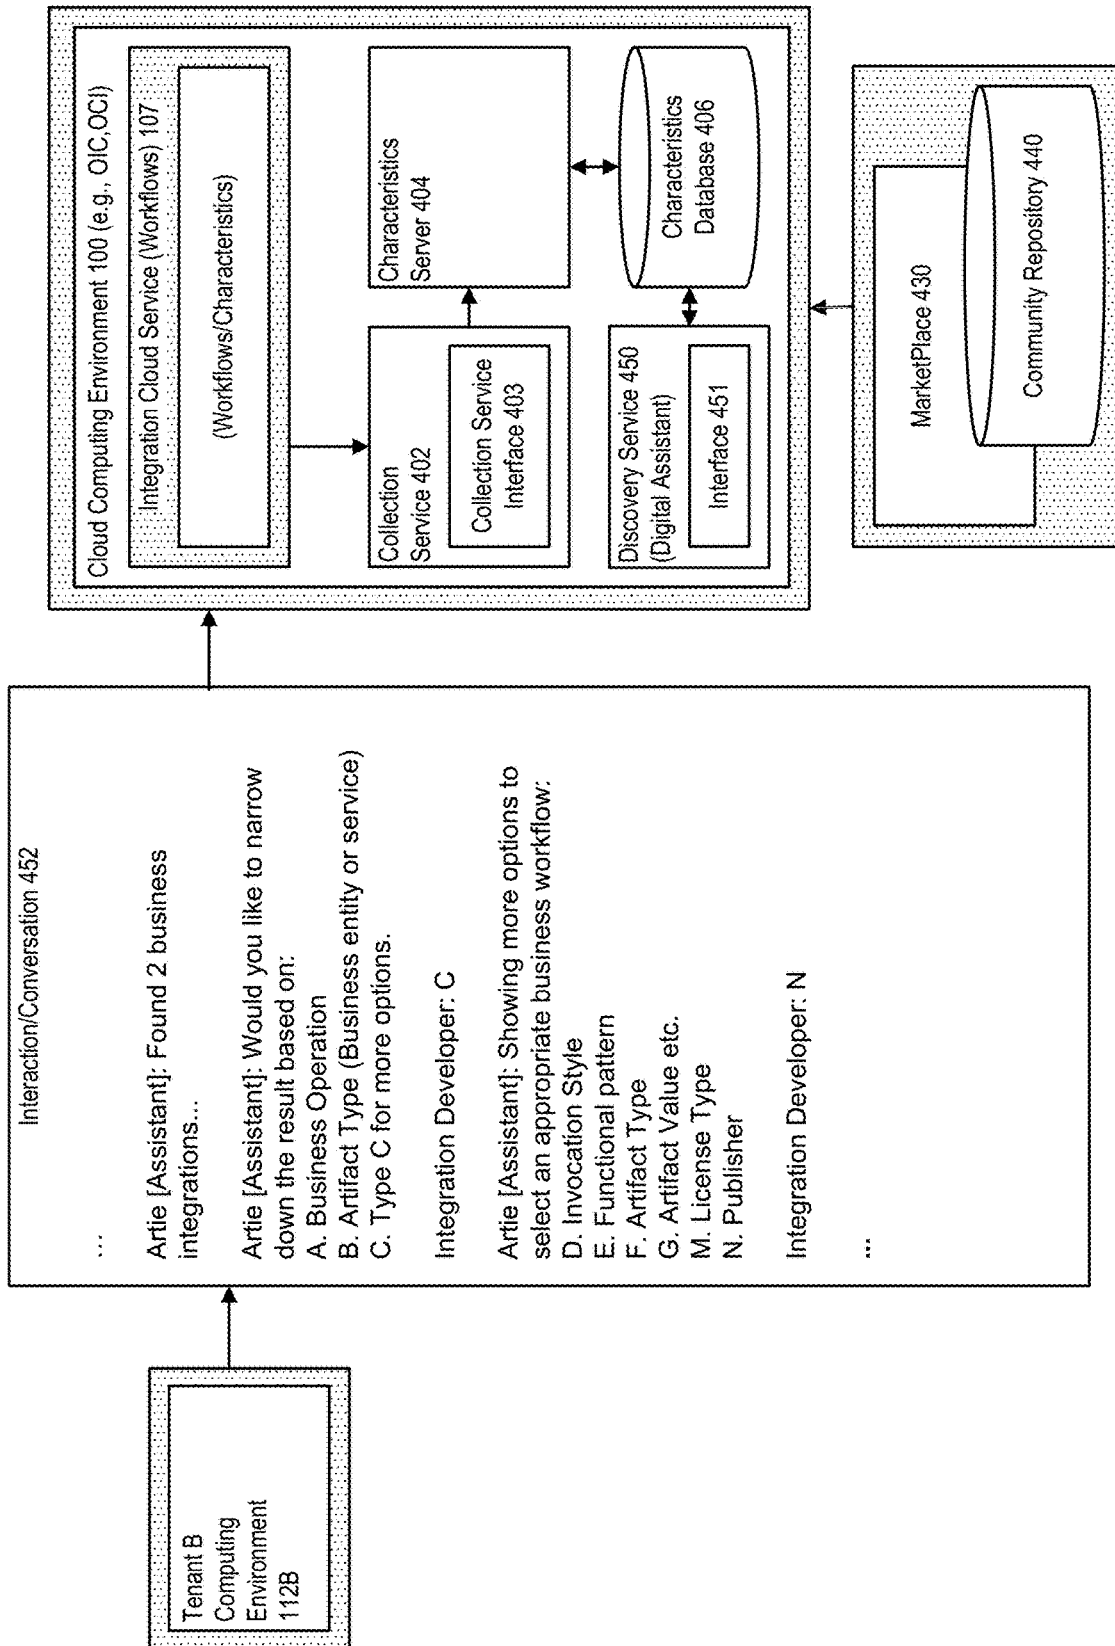 Tenant B
Computing
Environment
112B
Interaction/Conversation 452
...
Artie [Assistant]: Found 2 business
integrations...
Artie [Assistant]: Would you like to narrow
down the result based on:
A. Business Operation
B. Artifact Type (Business entity or service)
C. Type C for more options.
Integration Developer: C
Artie [Assistant]: Showing more options to
select an appropriate business workflow:
D. Invocation Style
E. Functional pattern
F. Artifact Type
G. Artifact Value etc.
M. License Type
N. Publisher
Integration Developer: N
...
Cloud Computing Environment 100 (e.g., OIC,OCI)
Integration Cloud Service (Workflows) 107
(Workflows/Characteristics)
Collection
Service 402
Collection Service
Interface 403
Characteristics
Server 404
Discovery Service 450
(Digital Assistant)
Interface 451
Characteristics
Database 406
MarketPlace 430
Community Repository 440